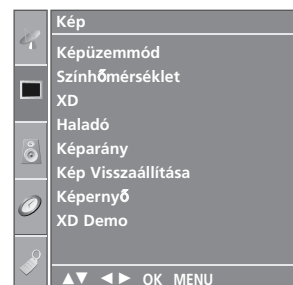 Kép
Képüzemmód
Színhőmérséklet
XD
Haladó
Képarány
Kép Visszaállítása
Képernyő
XD Demo
▲▼ ◄► OK MENU